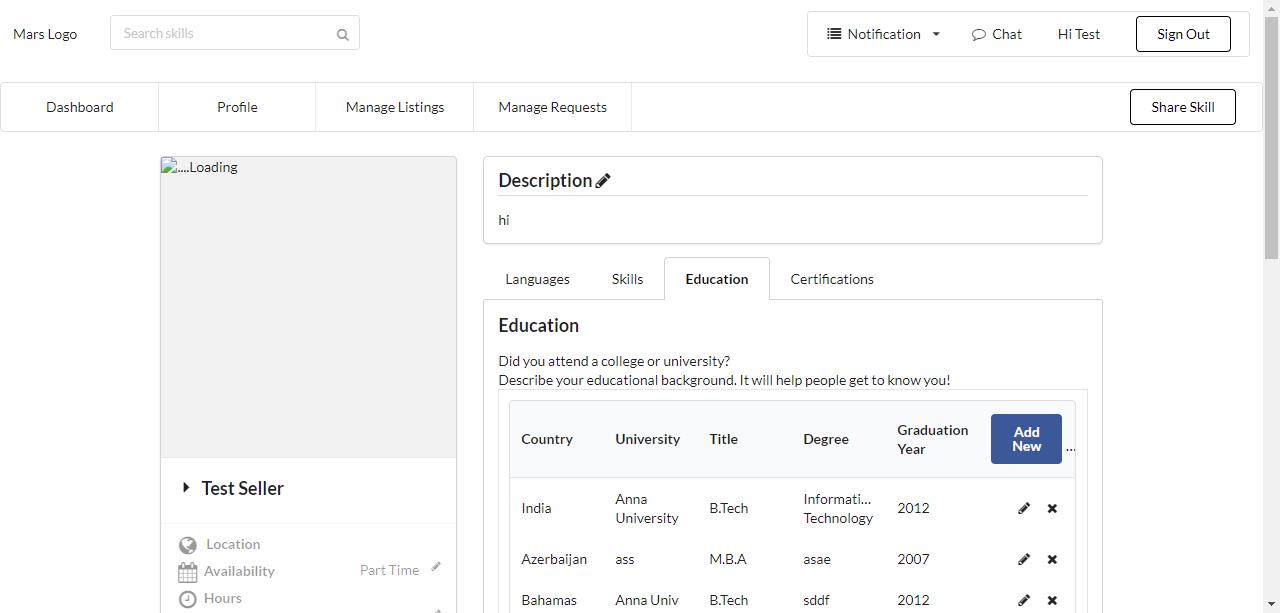 Mars Logo
Search skills
Notification
Chat
Hi Test
Sign Out
Dashboard
Profile
Manage Listings
Manage Requests
Share Skill
....Loading
Description
hi
Languages
Skills
Education
Certifications
Education
Did you attend a college or university?
Describe your educational background. It will help people get to know you!
Country University Title Degree Graduation Year Add New ...
India Anna University B.Tech Informati... Technology 2012
Azerbaijan ass M.B.A asae 2007
Bahamas Anna Univ B.Tech sddf 2012
Test Seller
Location
Availability Part Time
Hours